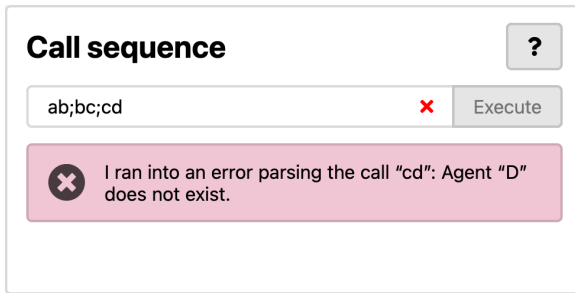 Call sequence
?
ab;bc;cd
Execute
I ran into an error parsing the call “cd”: Agent “D”
does not exist.